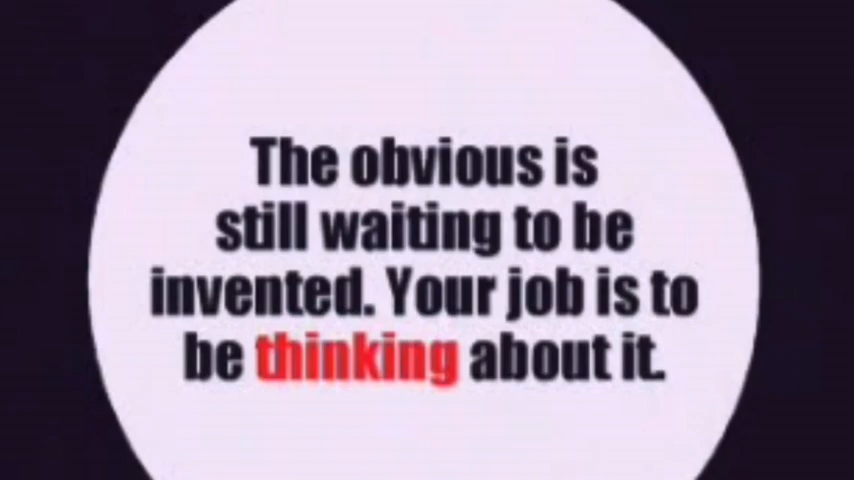 The obvious is
still waiting to be
invented. Your job is to
be thinking about it.